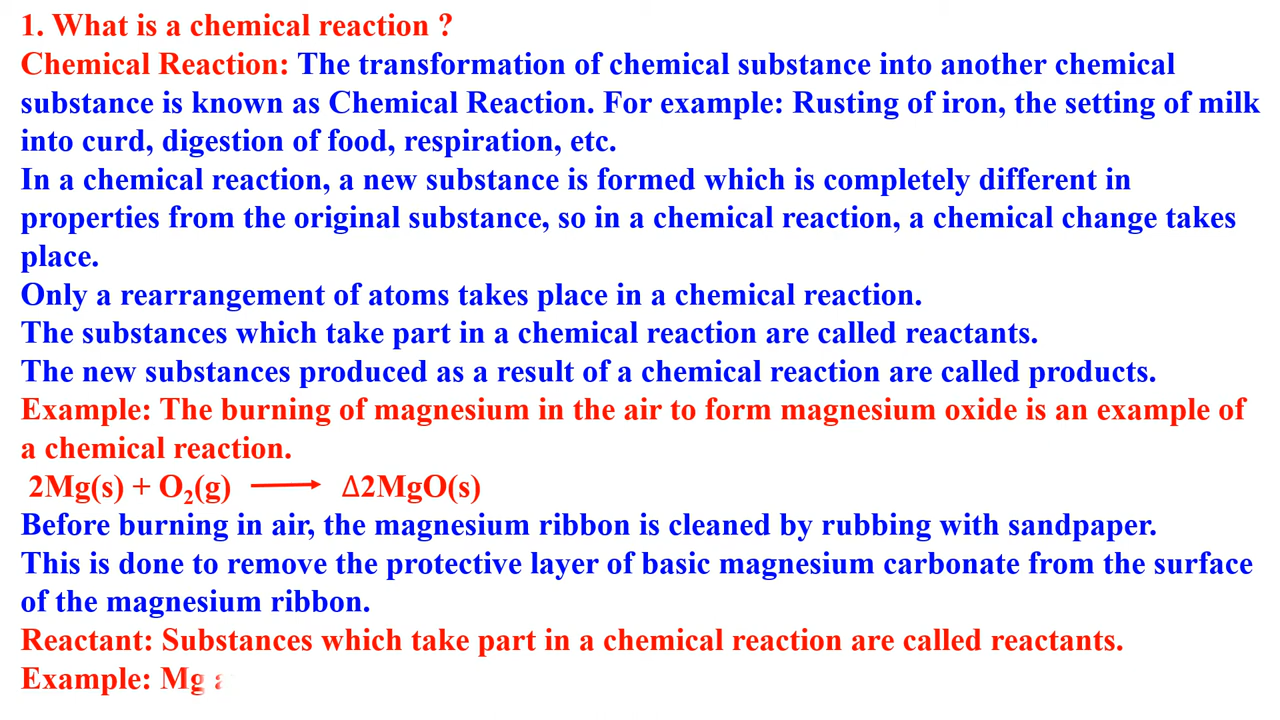 1. What is a chemical reaction ?
Chemical Reaction: The transformation of chemical substance into another chemical
substance is known as Chemical Reaction. For example: Rusting of iron, the setting of milk
into curd, digestion of food, respiration, etc.
In a chemical reaction, a new substance is formed which is completely different in
properties from the original substance, so in a chemical reaction, a chemical change takes
place.
Only a rearrangement of atoms takes place in a chemical reaction.
The substances which take part in a chemical reaction are called reactants.
The new substances produced as a result of a chemical reaction are called products.
Example: The burning of magnesium in the air to form magnesium oxide is an example of
a chemical reaction.
2Mg(s) + O₂(g) ⟶ Δ2MgO(s)
Before burning in air, the magnesium ribbon is cleaned by rubbing with sandpaper.
This is done to remove the protective layer of basic magnesium carbonate from the surface
of the magnesium ribbon.
Reactant: Substances which take part in a chemical reaction are called reactants.
Example: Mg